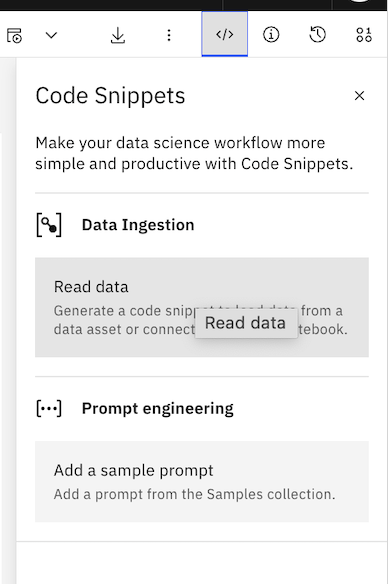 </>
Code Snippets
Make your data science workflow more
simple and productive with Code Snippets.
Data Ingestion
Read data
Generate a code snippet to load data from a
data asset or connect
tebook.
Read data
Prompt engineering
Add a sample prompt
Add a prompt from the Samples collection.